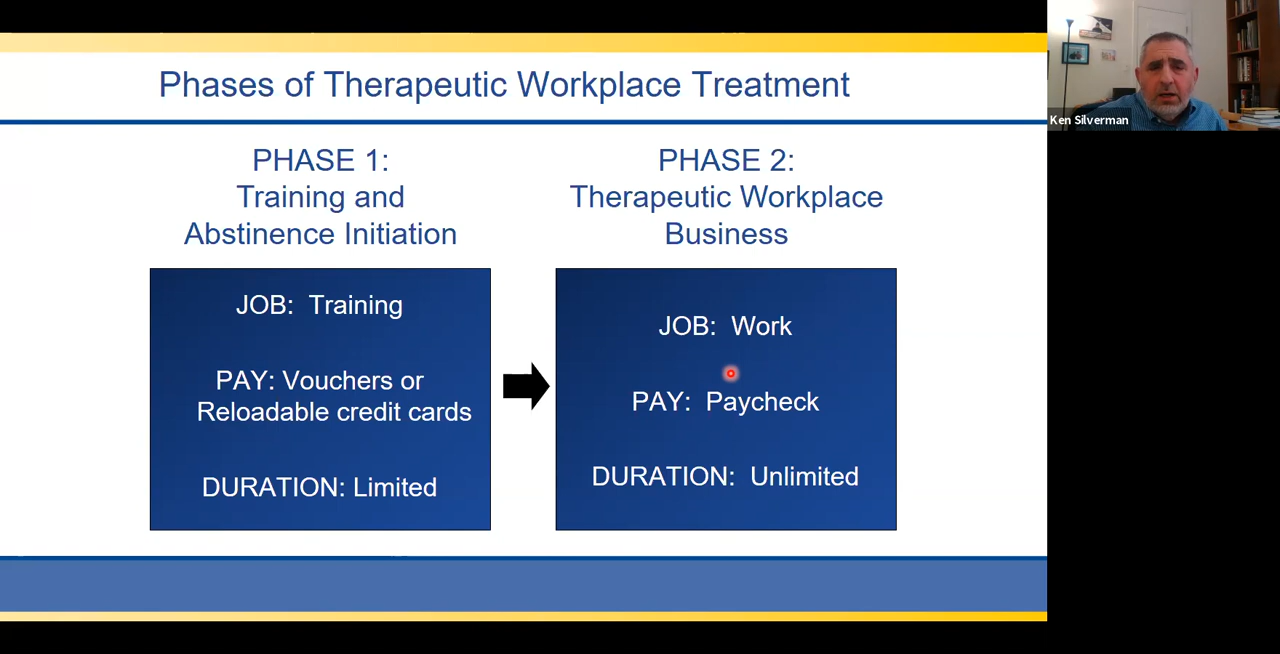 Phases of Therapeutic Workplace Treatment
PHASE 1:
Training and
Abstinence Initiation
JOB: Training
PAY: Vouchers or
Reloadable credit cards
DURATION: Limited
PHASE 2:
Therapeutic Workplace
Business
JOB: Work
PAY: Paycheck
DURATION: Unlimited
Ken Silverman